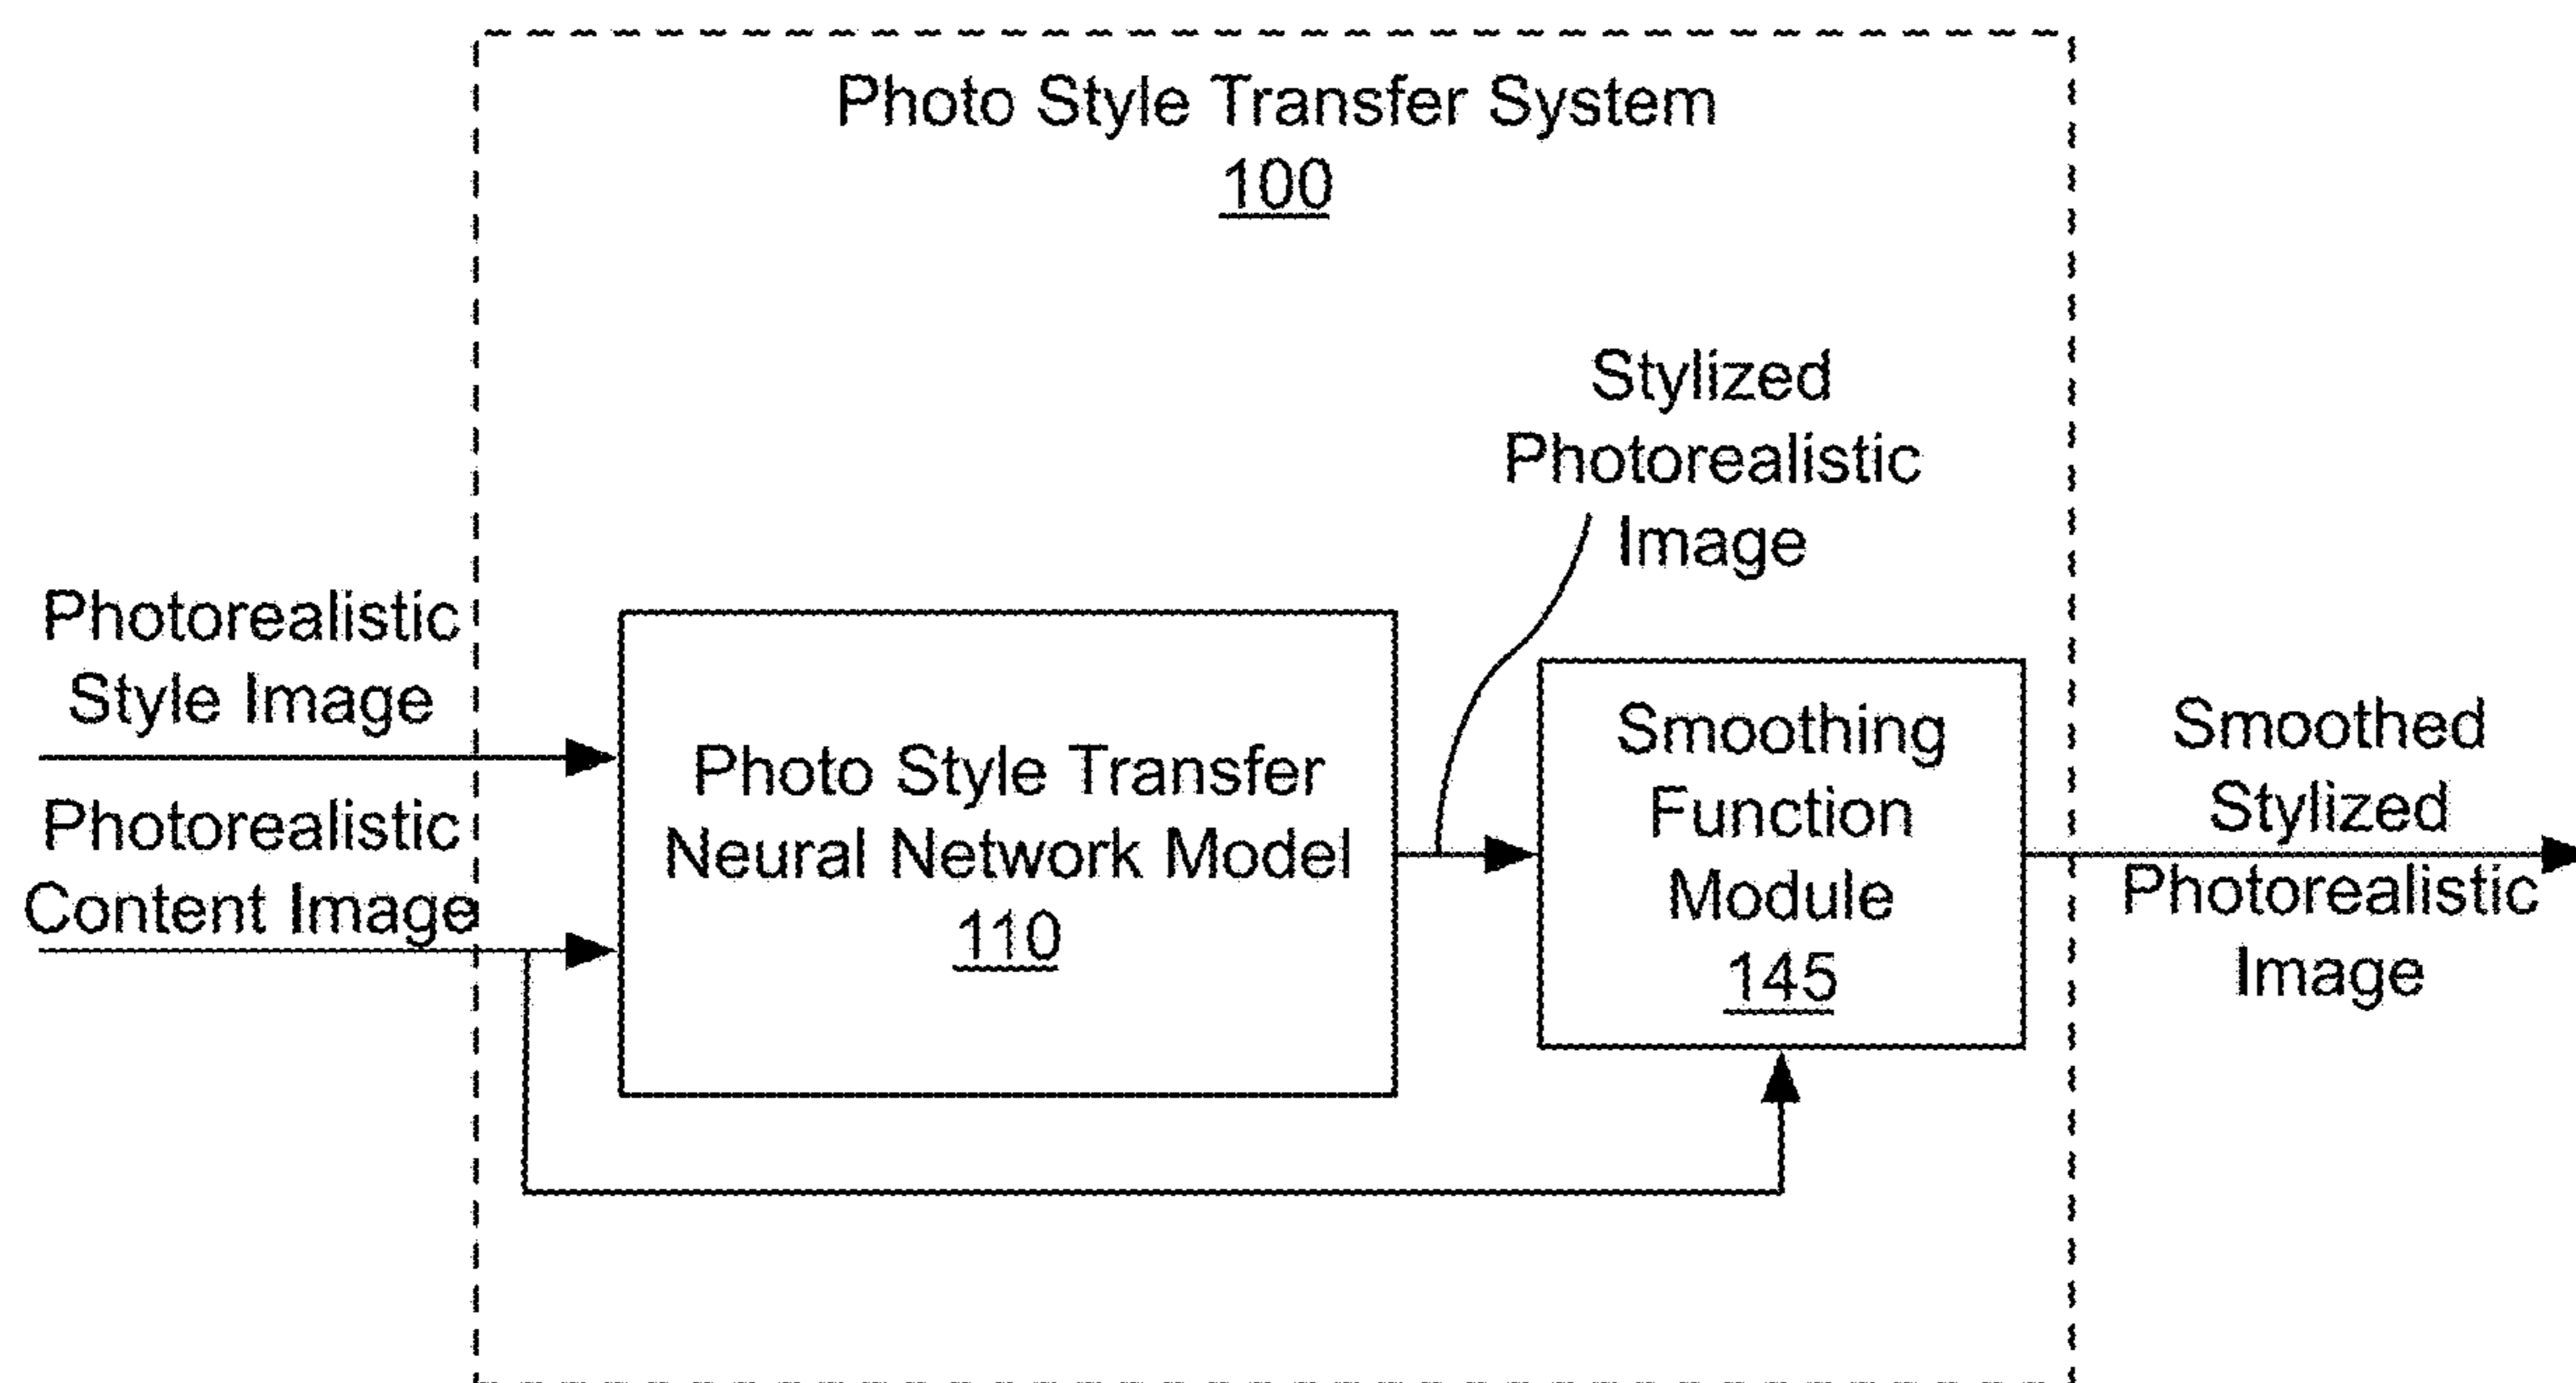 Photo Style Transfer System
100
Stylized
Photorealistic
Image
Photorealistic
Style Image
Photorealistic
Content Image
Photo Style Transfer
Neural Network Model
110
Smoothing
Function
Module
145
Smoothed
Stylized
Photorealistic
Image